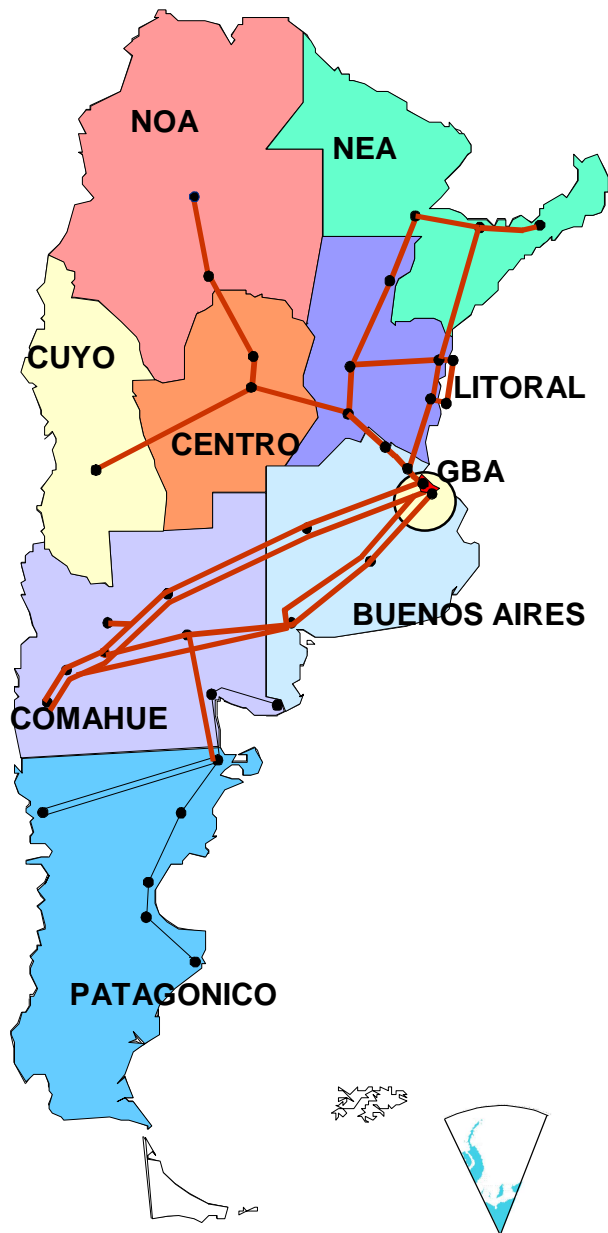 NOA
NEA
CUYO
LITORAL
CENTRO
GBA
BUENOS AIRES
COMAHUE
PATAGONICO